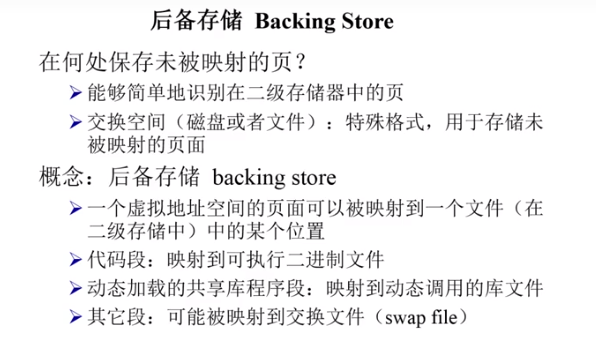 后备存储 Backing Store
在何处保存未被映射的页？
➢能够简单地识别在二级存储器中的页
➢交换空间（磁盘或者文件）：特殊格式，用于存储未
被映射的页面
概念：后备存储 backing store
➢一个虚拟地址空间的页面可以被映射到一个文件（在
二级存储中）中的某个位置
➢代码段：映射到可执行二进制文件
➢动态加载的共享库程序段：映射到动态调用的库文件
➢其它段：可能被映射到交换文件（swap file）